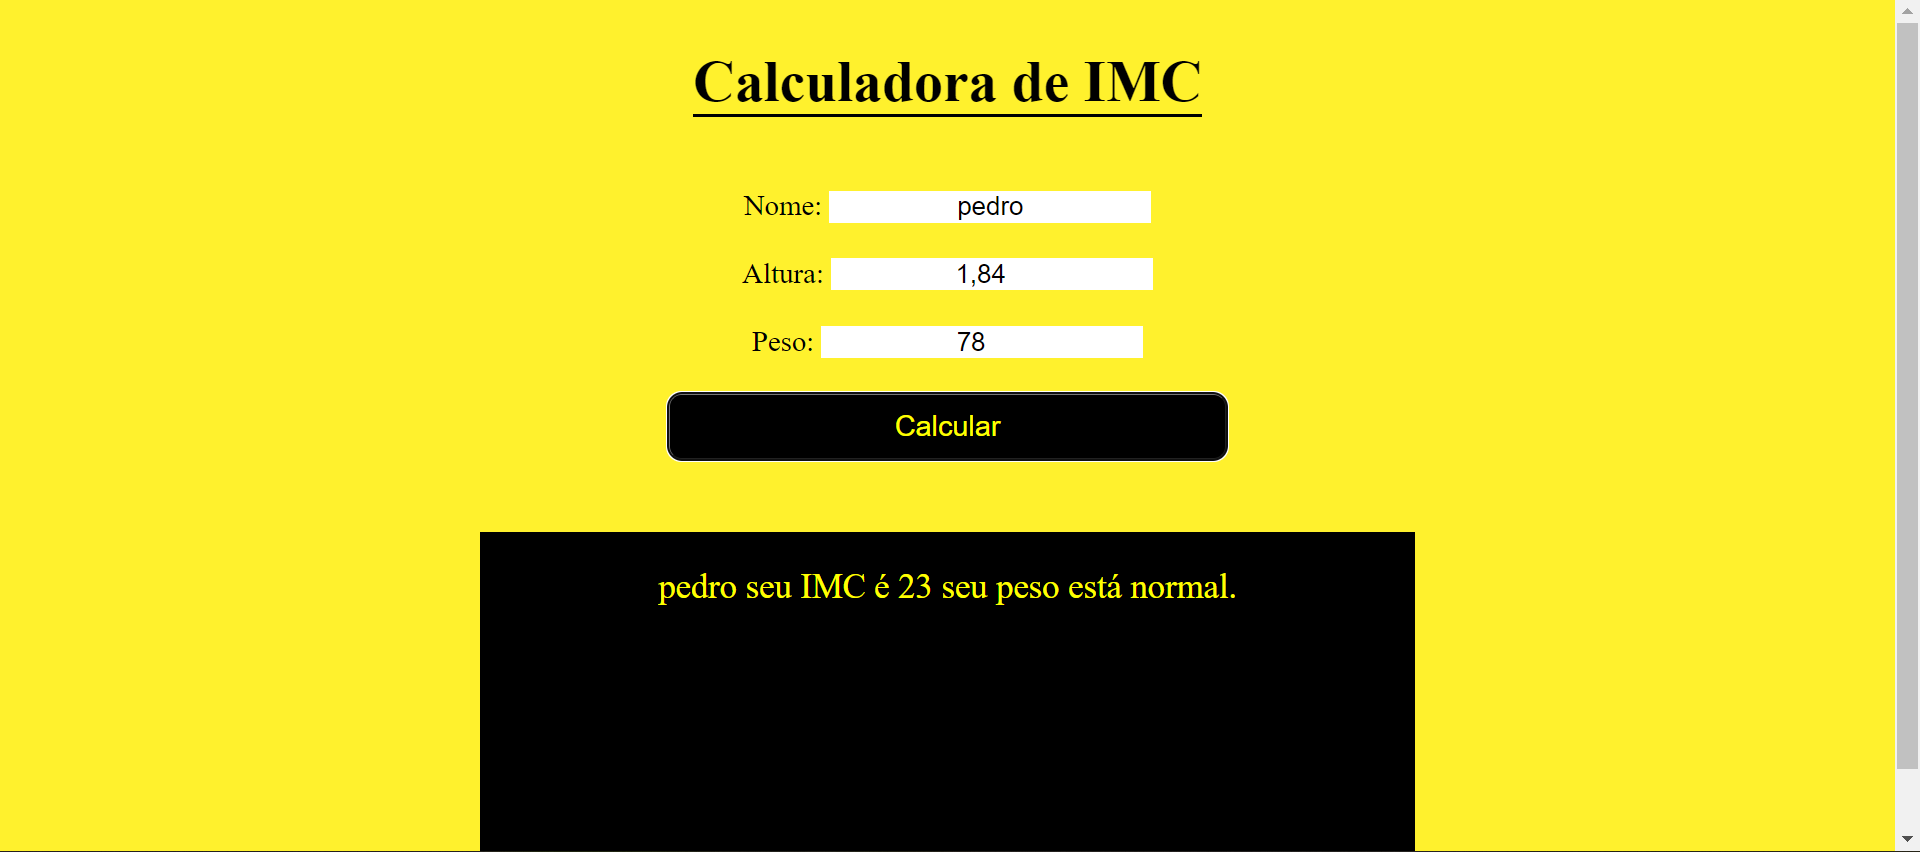 Calculadora de IMC
Nome: pedro
Altura: 1,84
Peso: 78
Calcular
pedro seu IMC é 23 seu peso está normal.